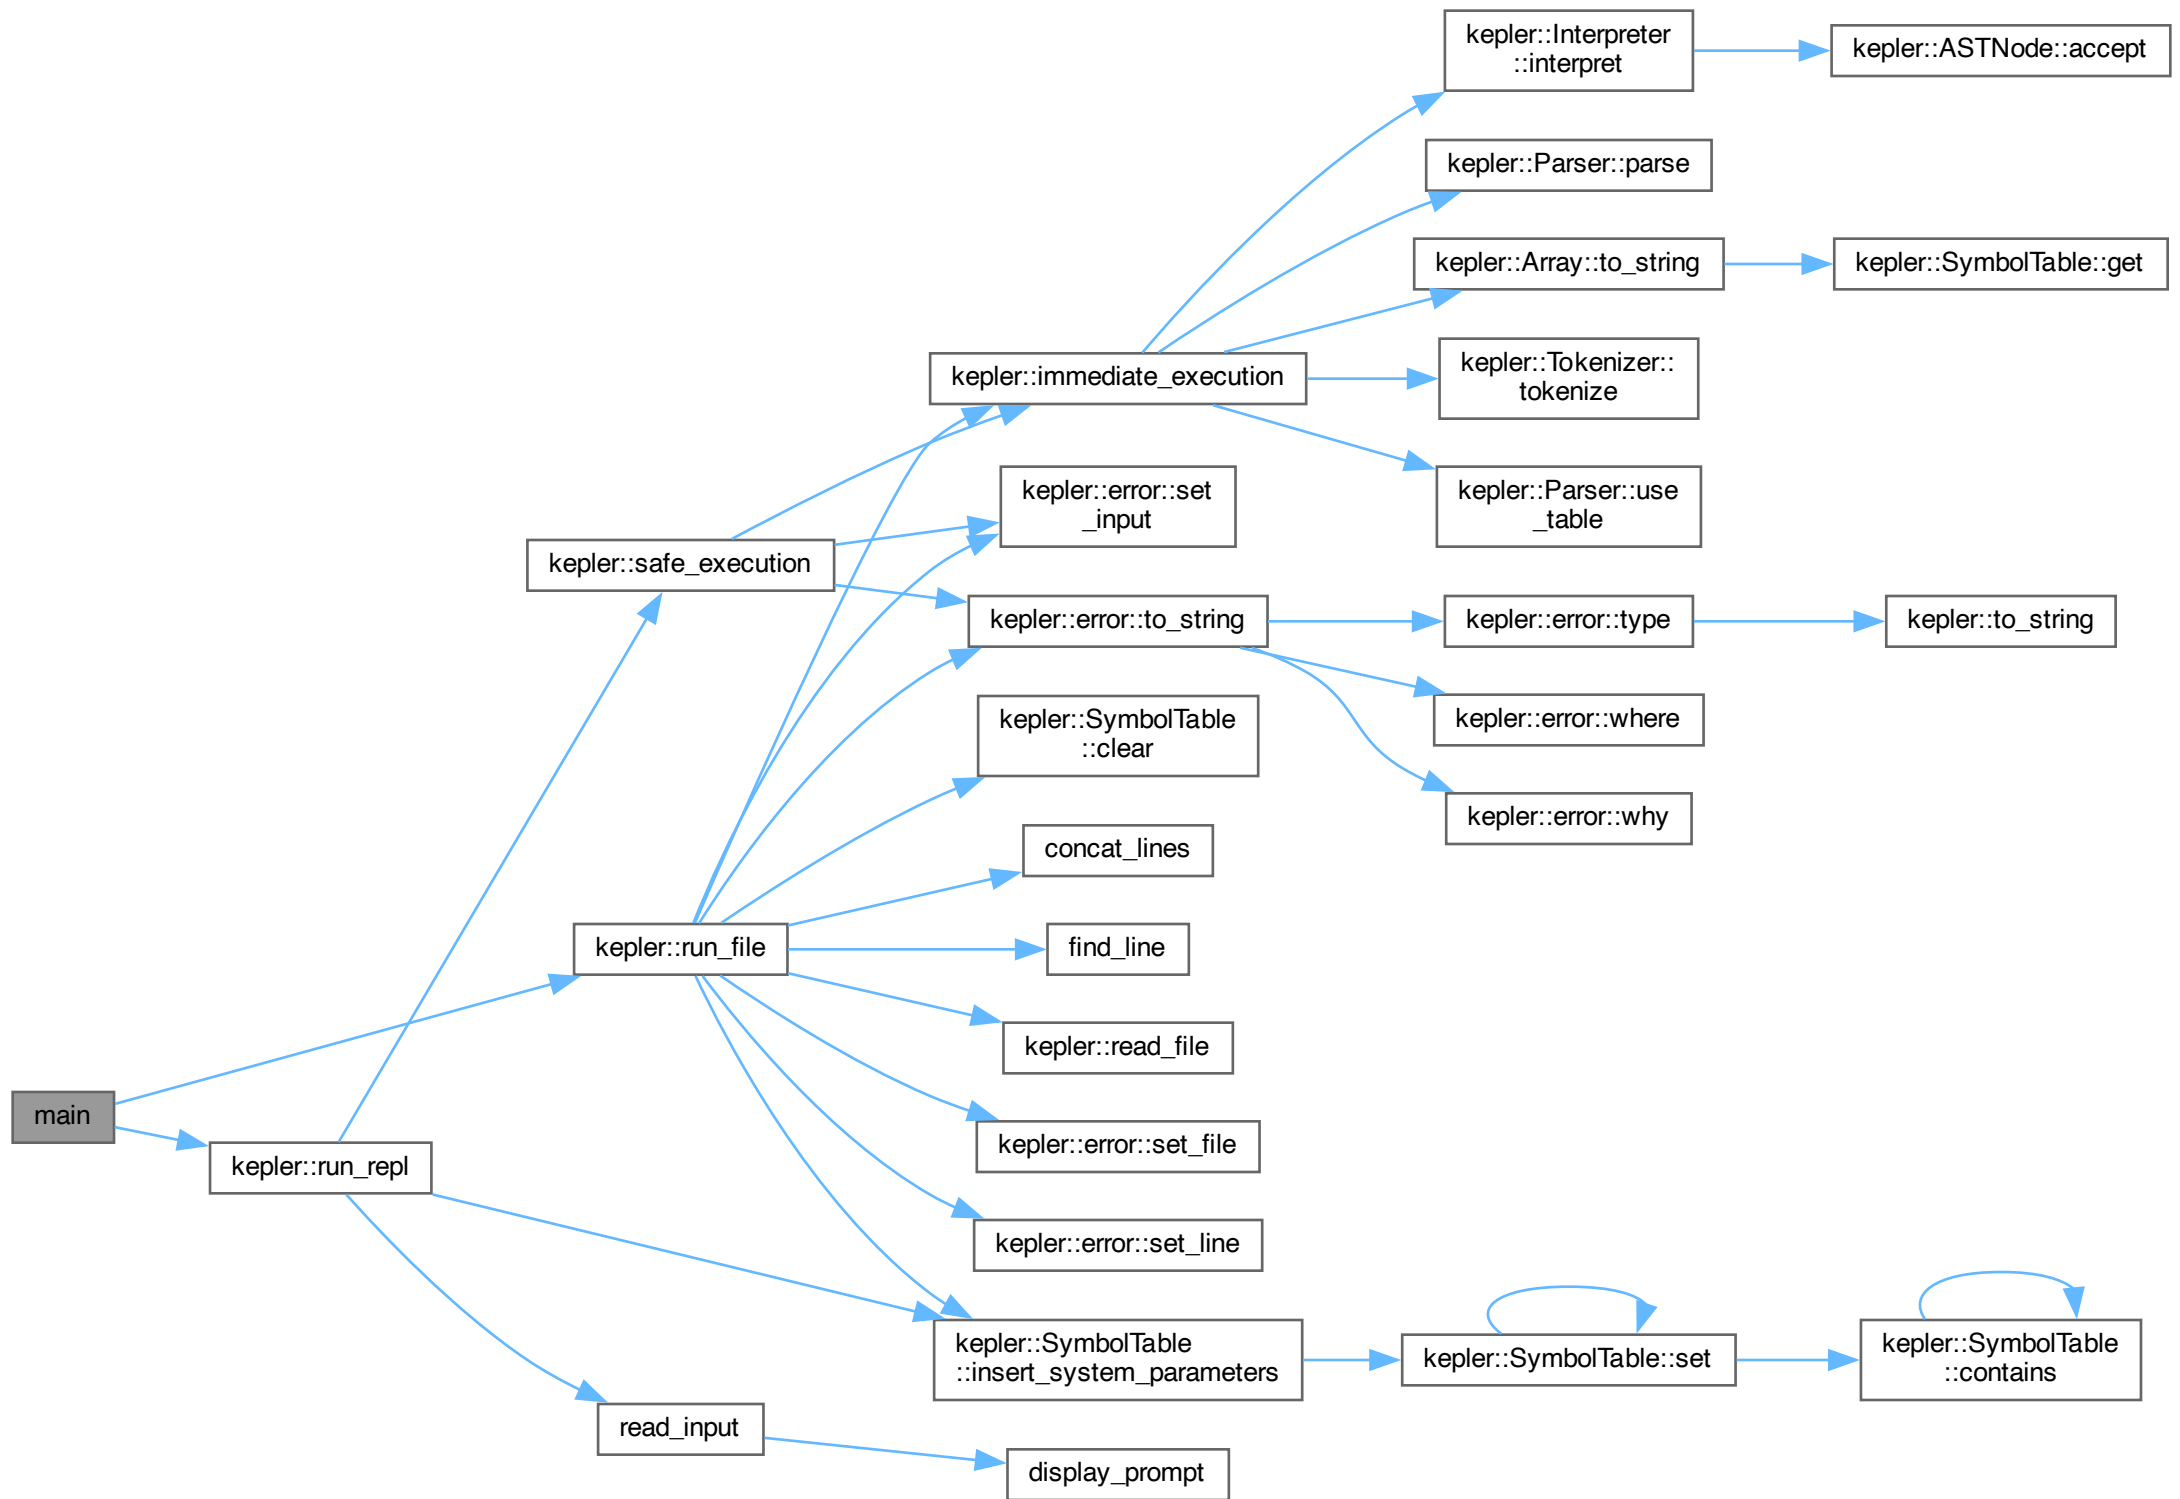 kepler::Interpreter
::interpret
kepler::ASTNode::accept
kepler::Parser::parse
kepler::Array::to_string
kepler::SymbolTable::get
kepler::immediate_execution
kepler::Tokenizer::
tokenize
kepler::Parser::use
_table
kepler::error::set
_input
kepler::safe_execution
kepler::error::to_string
kepler::error::type
kepler::to_string
kepler::error::where
kepler::SymbolTable
::clear
kepler::error::why
concat_lines
kepler::run_file
find_line
kepler::read_file
main
kepler::error::set_file
kepler::run_repl
kepler::error::set_line
kepler::SymbolTable
::insert_system_parameters
kepler::SymbolTable::set
kepler::SymbolTable
::contains
read_input
display_prompt